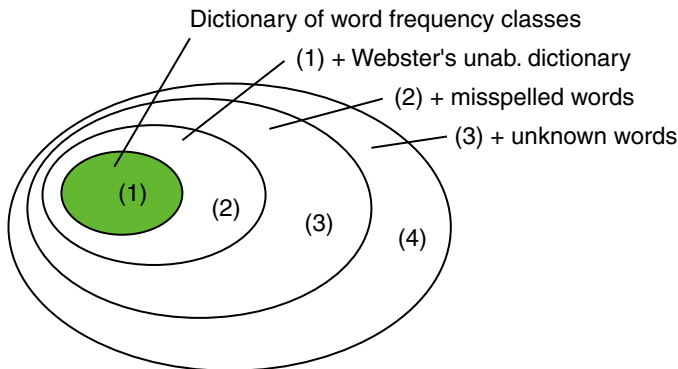 Dictionary of word frequency classes
(1) + Webster's unab. dictionary
(2) + misspelled words
(3) + unknown words
(1)
(2)
(3)
(4)